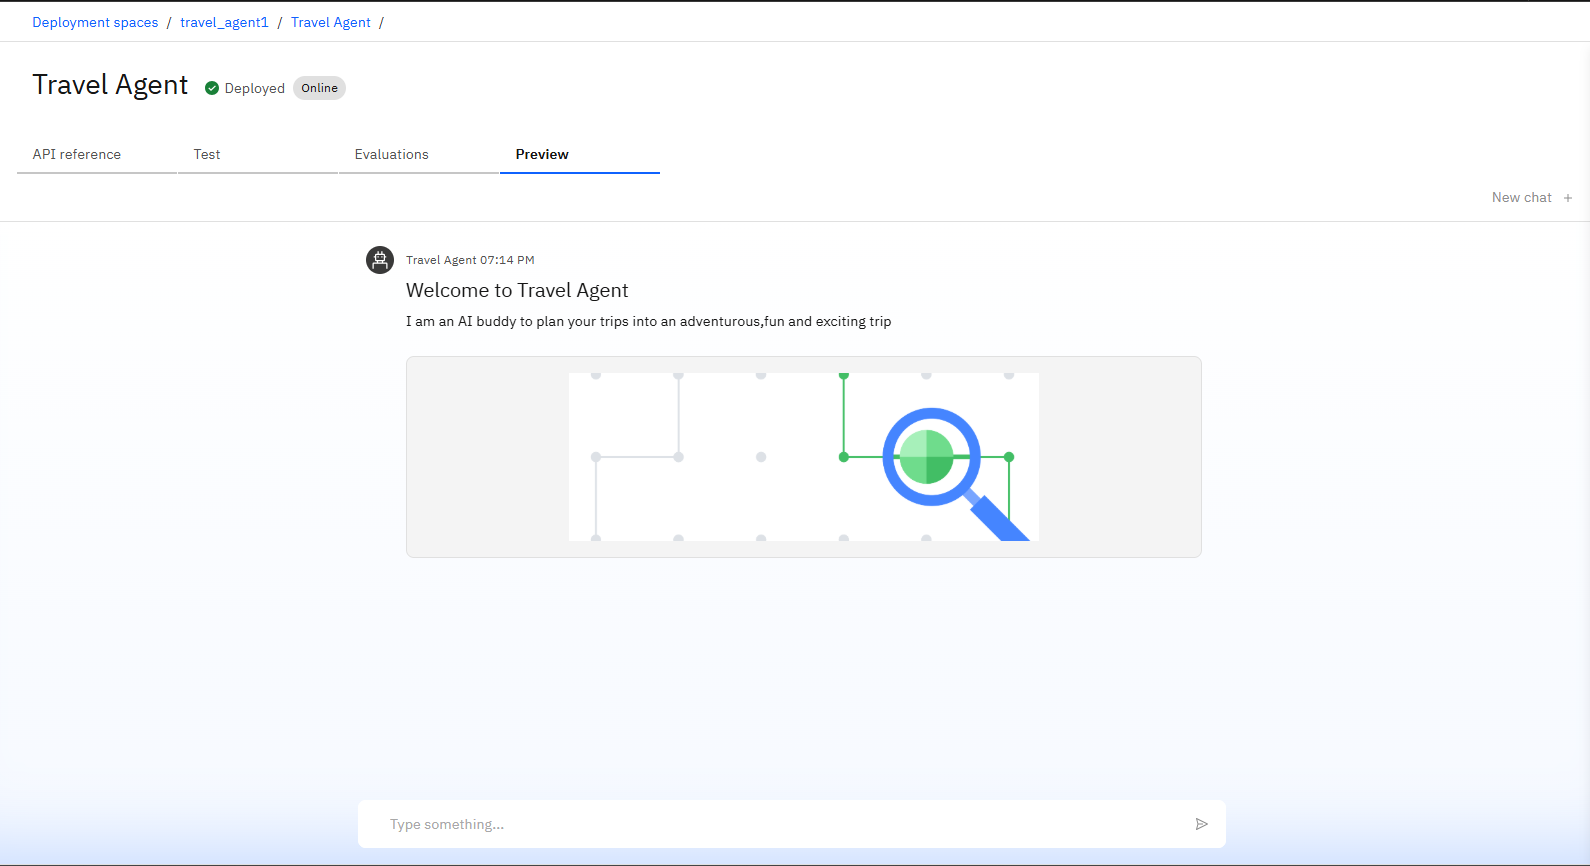 Deployment spaces / travel_agent1 / Travel Agent /
Travel Agent Deployed Online
API reference Test Evaluations Preview
New chat +
Travel Agent 07:14 PM
Welcome to Travel Agent
I am an AI buddy to plan your trips into an adventurous,fun and exciting trip
Type something...